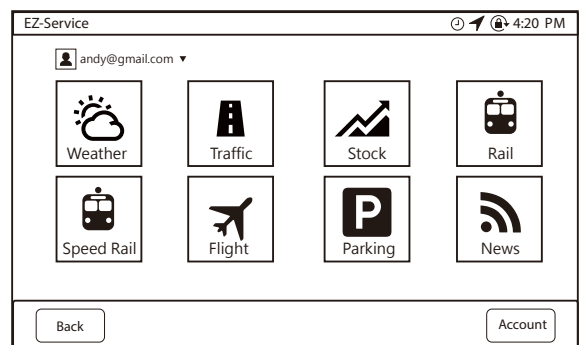 EZ-Service 4:20 PM
andy@gmail.com
Weather Traffic Stock Rail
Speed Rail Flight P Parking News
Back Account